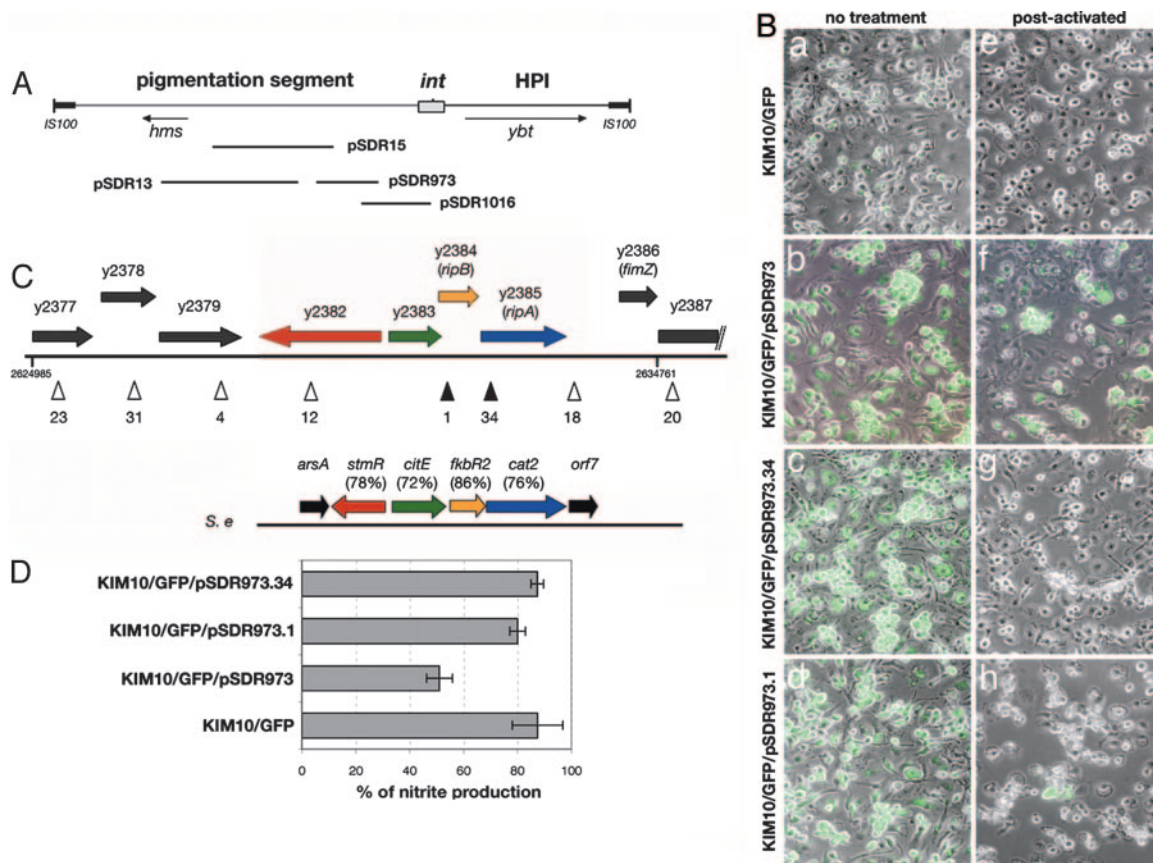 A
pigmentation segment
int
HPI
IS100
hms
ybt
IS100
pSDR15
pSDR13
pSDR973
pSDR1016
C
y2377
y2378
y2379
y2382
y2383
y2384
(ripB)
y2385
(ripA)
y2386
(fimZ)
y2387
2624985
2634761
23 31 4 12 1 34 18 20
arsA stmR citE fkbR2 cat2 orf7
(78%) (72%) (86%) (76%)
S. e
D
KIM10/GFP/pSDR973.34
KIM10/GFP/pSDR973.1
KIM10/GFP/pSDR973
KIM10/GFP
0 20 40 60 80 100
% of nitrite production
B
no treatment
post-activated
KIM10/GFP
a
e
KIM10/GFP/pSDR973
b
f
KIM10/GFP/pSDR973.34
c
g
KIM10/GFP/pSDR973.1
d
h